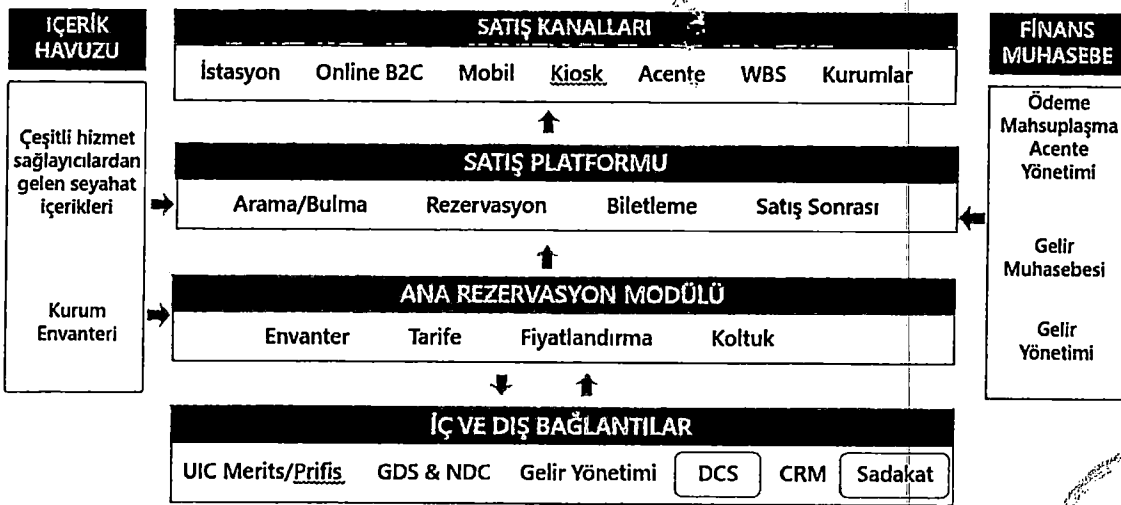 IÇERİK
HAVUZU
Çeşitli hizmet
sağlayıcılardan
gelen seyahat
içerikleri
Kurum
Envanteri
SATIŞ KANALLARI
İstasyon Online B2C Mobil Kiosk Acente WBS Kurumlar
SATIŞ PLATFORMU
Arama/Bulma Rezervasyon Biletleme Satış Sonrası
ANA REZERVASYON MODÜLÜ
Envanter Tarife Fiyatlandırma Koltuk
İÇ VE DIŞ BAĞLANTILAR
UIC Merits/Prifis GDS & NDC Gelir Yönetimi DCS CRM Sadakat
FİNANS
MUHASEBE
Ödeme
Mahsuplaşma
Acente
Yönetimi
Gelir
Muhasebesi
Gelir
Yönetimi